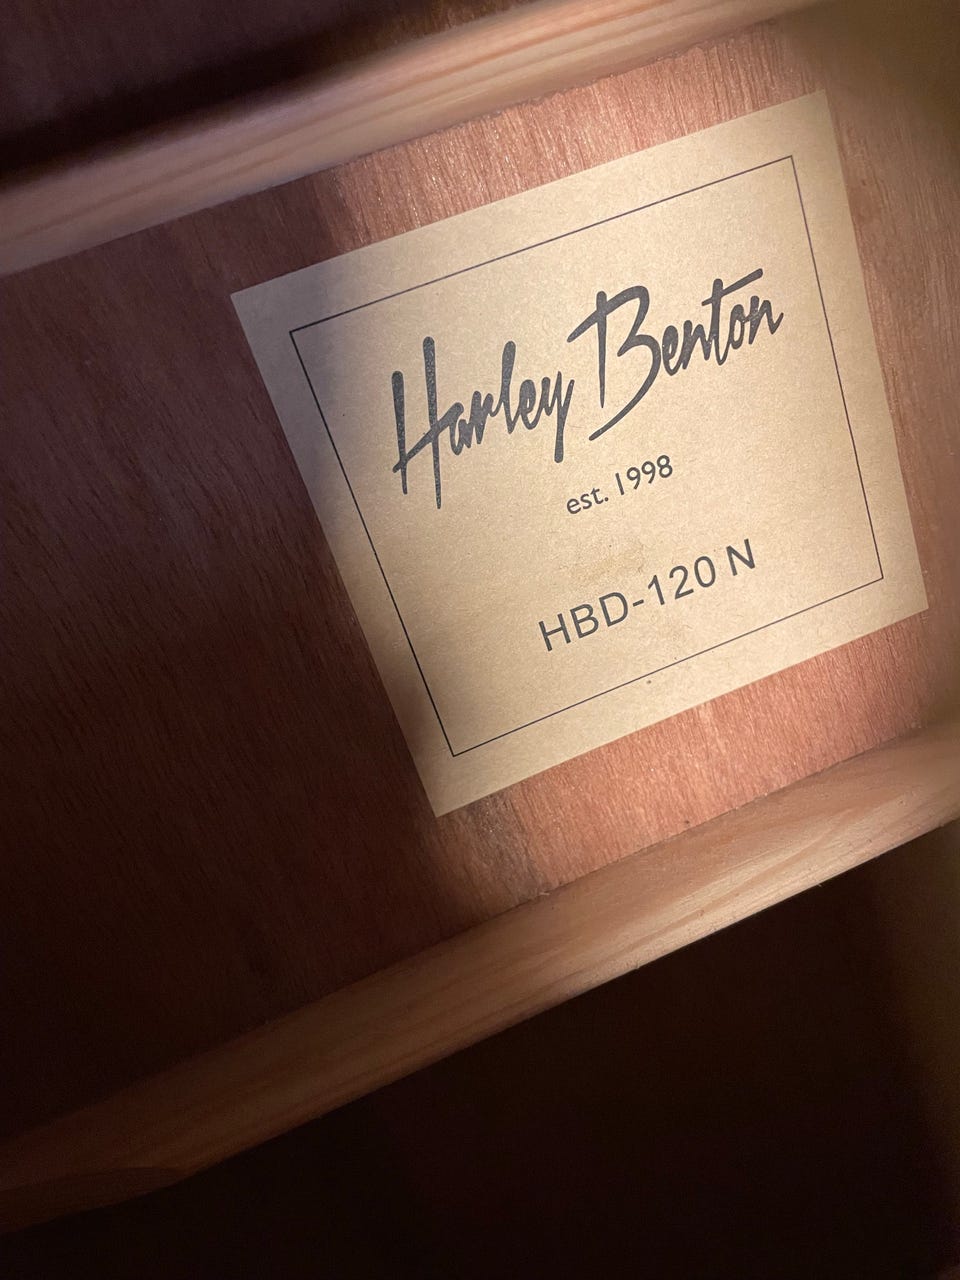 Harley Benton
est. 1998
HBD-120 N